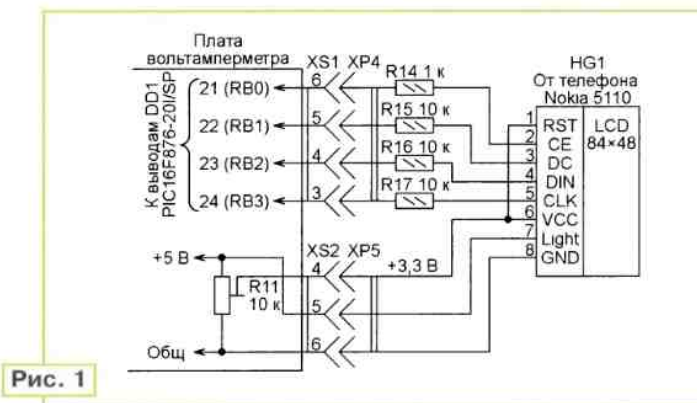 Плата
вольтамперметра
К выводам DD1
PIC16F876-20I/SP
21 (RB0)
22 (RB1)
23 (RB2)
24 (RB3)
XS1 XP4
6
5
4
3
R14 1 к
R15 10 к
R16 10 к
R17 10 к
HG1
От телефона
Nokia 5110
1 RST
2 CE
3 DC
4 DIN
5 CLK
6 VCC
7 Light
8 GND
LCD
84×48
+5 В
R11
10 к
Общ
XS2 XP5
4
5
6
+3,3 В
Рис. 1